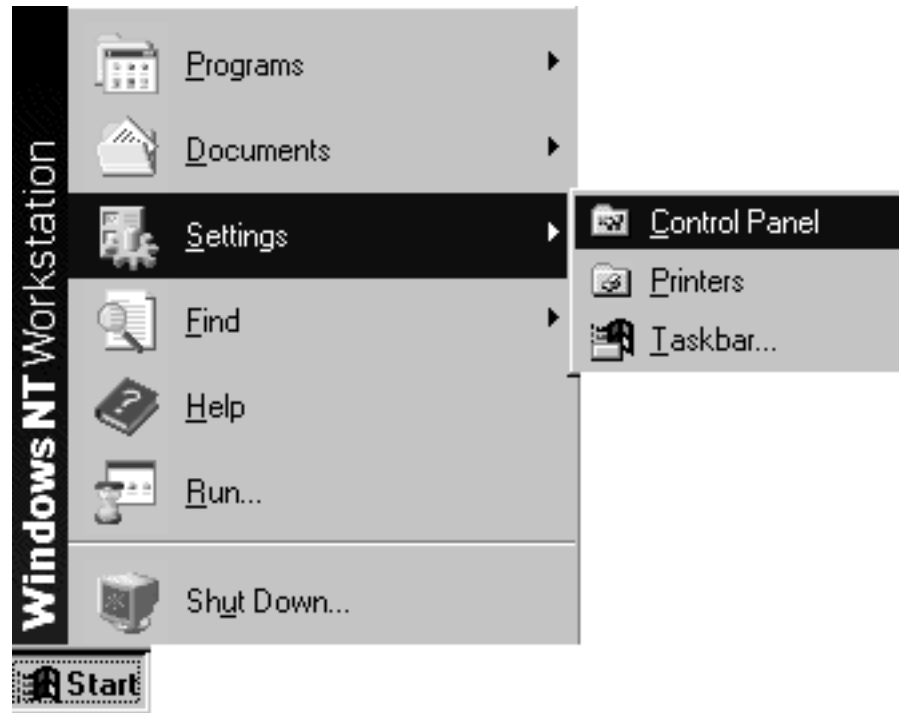 Programs
Documents
Settings
Control Panel
Printers
Taskbar...
Find
Help
Run...
Shut Down...
Windows NT Workstation
Start